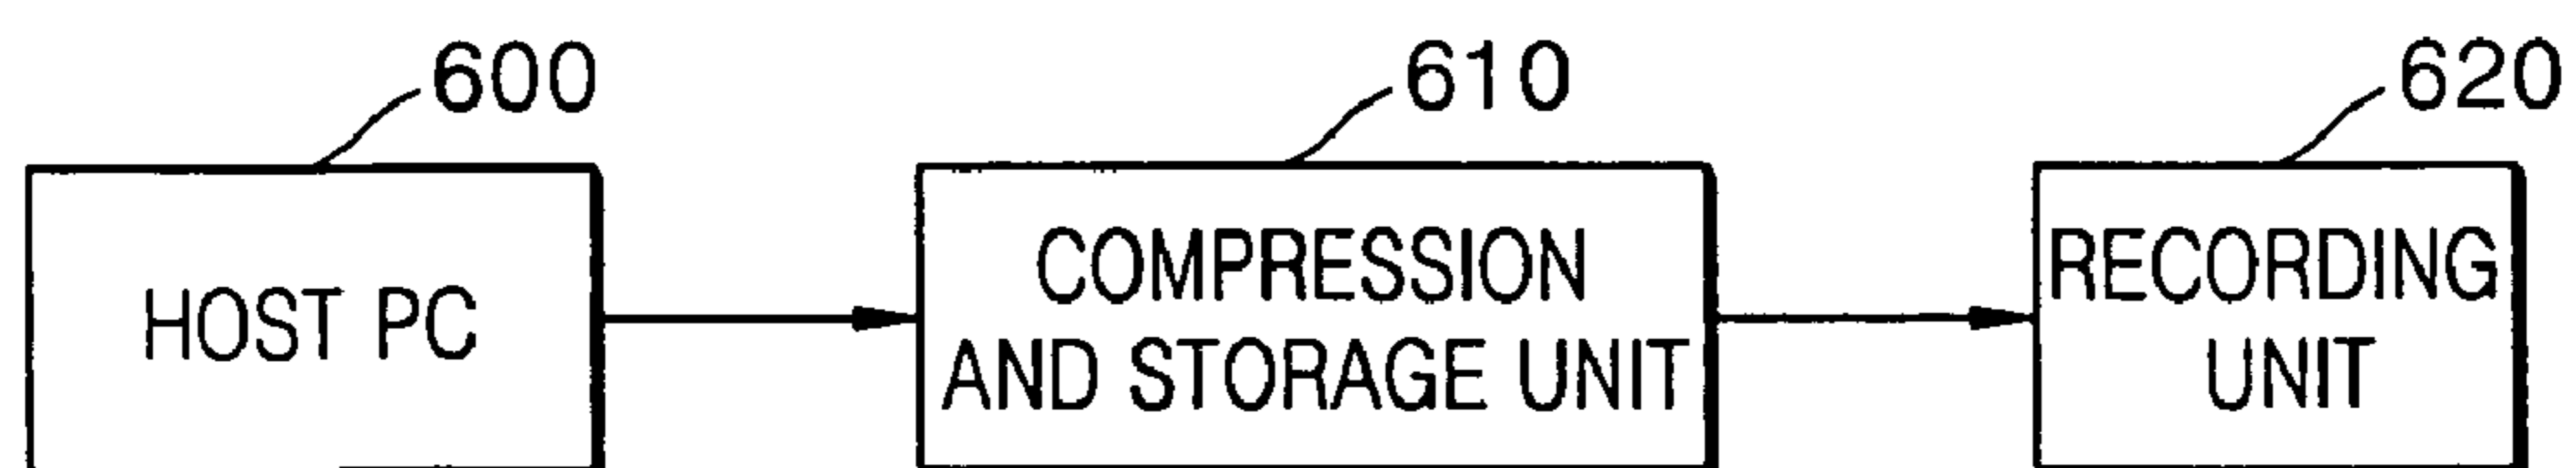 600
610
620
HOST PC
COMPRESSION
AND STORAGE UNIT
RECORDING
UNIT